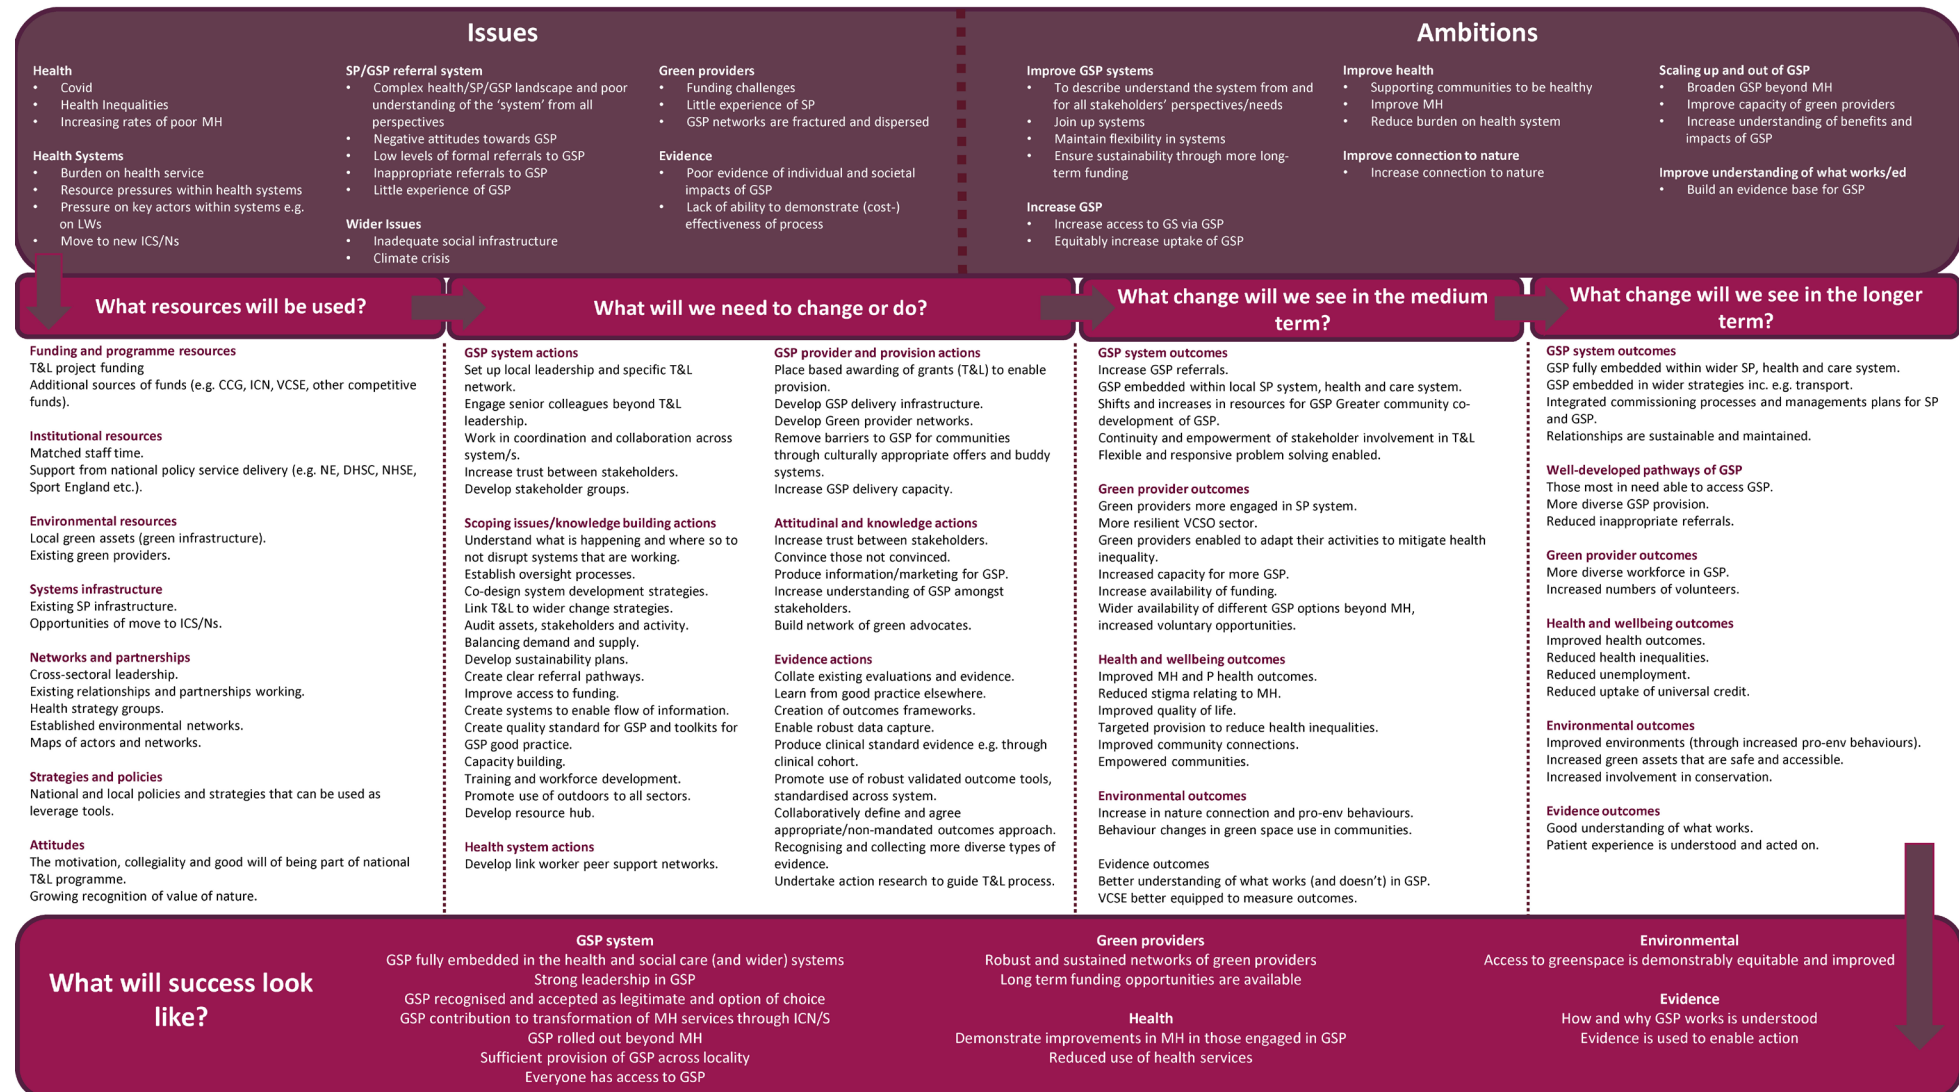 Issues
Health
• Covid
• Health Inequalities
• Increasing rates of poor MH
Health Systems
• Burden on health service
• Resource pressures within health systems
• Pressure on key actors within systems e.g.
on LWs
• Move to new ICS/Ns
SP/GSP referral system
• Complex health/SP/GSP landscape and poor
understanding of the ‘system’ from all
perspectives
• Negative attitudes towards GSP
• Low levels of formal referrals to GSP
• Inappropriate referrals to GSP
• Little experience of GSP
Wider Issues
• Inadequate social infrastructure
• Climate crisis
Green providers
• Funding challenges
• Little experience of SP
• GSP networks are fractured and dispersed
Evidence
• Poor evidence of individual and societal
impacts of GSP
• Lack of ability to demonstrate (cost-)
effectiveness of process
Ambitions
Improve GSP systems
• To describe understand the system from and
for all stakeholders’ perspectives/needs
• Join up systems
• Maintain flexibility in systems
• Ensure sustainability through more long-
term funding
Increase GSP
• Increase access to GS via GSP
• Equitably increase uptake of GSP
Improve health
• Supporting communities to be healthy
• Improve MH
• Reduce burden on health system
Improve connection to nature
• Increase connection to nature
Scaling up and out of GSP
• Broaden GSP beyond MH
• Improve capacity of green providers
• Increase understanding of benefits and
impacts of GSP
Improve understanding of what works/ed
• Build an evidence base for GSP
What resources will be used?
Funding and programme resources
T&L project funding
Additional sources of funds (e.g. CCG, ICN, VCSE, other competitive
funds).
Institutional resources
Matched staff time.
Support from national policy service delivery (e.g. NE, DHSC, NHSE,
Sport England etc.).
Environmental resources
Local green assets (green infrastructure).
Existing green providers.
Systems infrastructure
Existing SP infrastructure.
Opportunities of move to ICS/Ns.
Networks and partnerships
Cross-sectoral leadership.
Existing relationships and partnerships working.
Health strategy groups.
Established environmental networks.
Maps of actors and networks.
Strategies and policies
National and local policies and strategies that can be used as
leverage tools.
Attitudes
The motivation, collegiality and good will of being part of national
T&L programme.
Growing recognition of value of nature.
What will we need to change or do?
GSP system actions
Set up local leadership and specific T&L
network.
Engage senior colleagues beyond T&L
leadership.
Work in coordination and collaboration across
system/s.
Increase trust between stakeholders.
Develop stakeholder groups.
Scoping issues/knowledge building actions
Understand what is happening and where so to
not disrupt systems that are working.
Establish oversight processes.
Co-design system development strategies.
Link T&L to wider change strategies.
Audit assets, stakeholders and activity.
Balancing demand and supply.
Develop sustainability plans.
Create clear referral pathways.
Improve access to funding.
Create systems to enable flow of information.
Create quality standard for GSP and toolkits for
GSP good practice.
Capacity building.
Training and workforce development.
Promote use of outdoors to all sectors.
Develop resource hub.
Health system actions
Develop link worker peer support networks.
GSP provider and provision actions
Place based awarding of grants (T&L) to enable
provision.
Develop GSP delivery infrastructure.
Develop Green provider networks.
Remove barriers to GSP for communities
through culturally appropriate offers and buddy
systems.
Increase GSP delivery capacity.
Attitudinal and knowledge actions
Increase trust between stakeholders.
Convince those not convinced.
Produce information/marketing for GSP.
Increase understanding of GSP amongst
stakeholders.
Build network of green advocates.
Evidence actions
Collate existing evaluations and evidence.
Learn from good practice elsewhere.
Creation of outcomes frameworks.
Enable robust data capture.
Produce clinical standard evidence e.g. through
clinical cohort.
Promote use of robust validated outcome tools,
standardised across system.
Collaboratively define and agree
appropriate/non-mandated outcomes approach.
Recognising and collecting more diverse types of
evidence.
Undertake action research to guide T&L process.
What change will we see in the medium
term?
GSP system outcomes
Increase GSP referrals.
GSP embedded within local SP system, health and care system.
Shifts and increases in resources for GSP Greater community co-
development of GSP.
Continuity and empowerment of stakeholder involvement in T&L
Flexible and responsive problem solving enabled.
Green provider outcomes
Green providers more engaged in SP system.
More resilient VCSO sector.
Green providers enabled to adapt their activities to mitigate health
inequality.
Increased capacity for more GSP.
Increase availability of funding.
Wider availability of different GSP options beyond MH,
increased voluntary opportunities.
Health and wellbeing outcomes
Improved MH and P health outcomes.
Reduced stigma relating to MH.
Improved quality of life.
Targeted provision to reduce health inequalities.
Improved community connections.
Empowered communities.
Environmental outcomes
Increase in nature connection and pro-env behaviours.
Behaviour changes in green space use in communities.
Evidence outcomes
Better understanding of what works (and doesn’t) in GSP.
VCSE better equipped to measure outcomes.
What change will we see in the longer
term?
GSP system outcomes
GSP fully embedded within wider SP, health and care system.
GSP embedded in wider strategies inc. e.g. transport.
Integrated commissioning processes and managements plans for SP
and GSP.
Relationships are sustainable and maintained.
Well-developed pathways of GSP
Those most in need able to access GSP.
More diverse GSP provision.
Reduced inappropriate referrals.
Green provider outcomes
More diverse workforce in GSP.
Increased numbers of volunteers.
Health and wellbeing outcomes
Improved health outcomes.
Reduced health inequalities.
Reduced unemployment.
Reduced uptake of universal credit.
Environmental outcomes
Improved environments (through increased pro-env behaviours).
Increased green assets that are safe and accessible.
Increased involvement in conservation.
Evidence outcomes
Good understanding of what works.
Patient experience is understood and acted on.
What will success look
like?
GSP system
GSP fully embedded in the health and social care (and wider) systems
Strong leadership in GSP
GSP recognised and accepted as legitimate and option of choice
GSP contribution to transformation of MH services through ICN/S
GSP rolled out beyond MH
Sufficient provision of GSP across locality
Everyone has access to GSP
Green providers
Robust and sustained networks of green providers
Long term funding opportunities are available
Health
Demonstrate improvements in MH in those engaged in GSP
Reduced use of health services
Environmental
Access to greenspace is demonstrably equitable and improved
Evidence
How and why GSP works is understood
Evidence is used to enable action